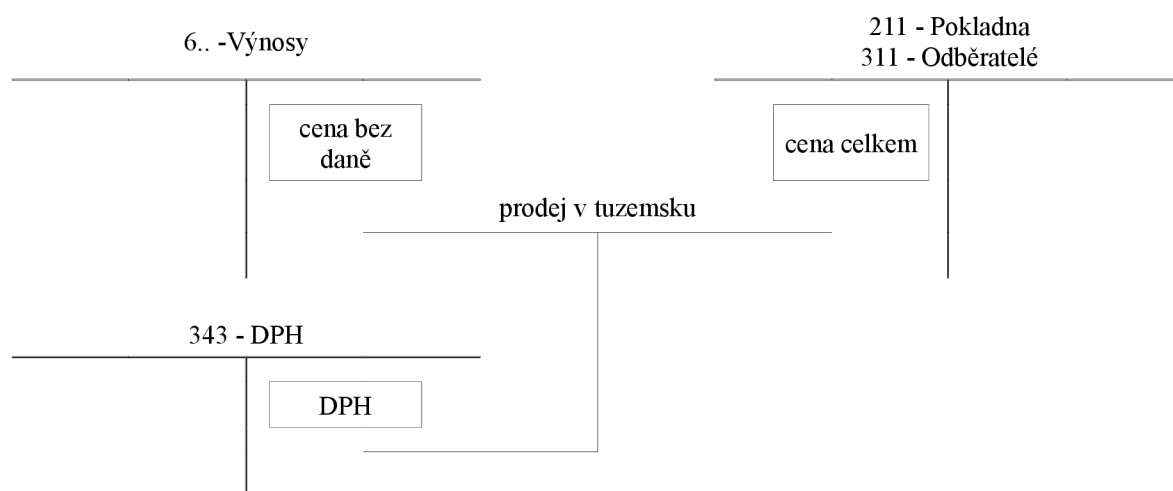 6.. -Výnosy
211 - Pokladna
311 - Odběratelé
cena bez
daně
cena celkem
prodej v tuzemsku
343 - DPH
DPH